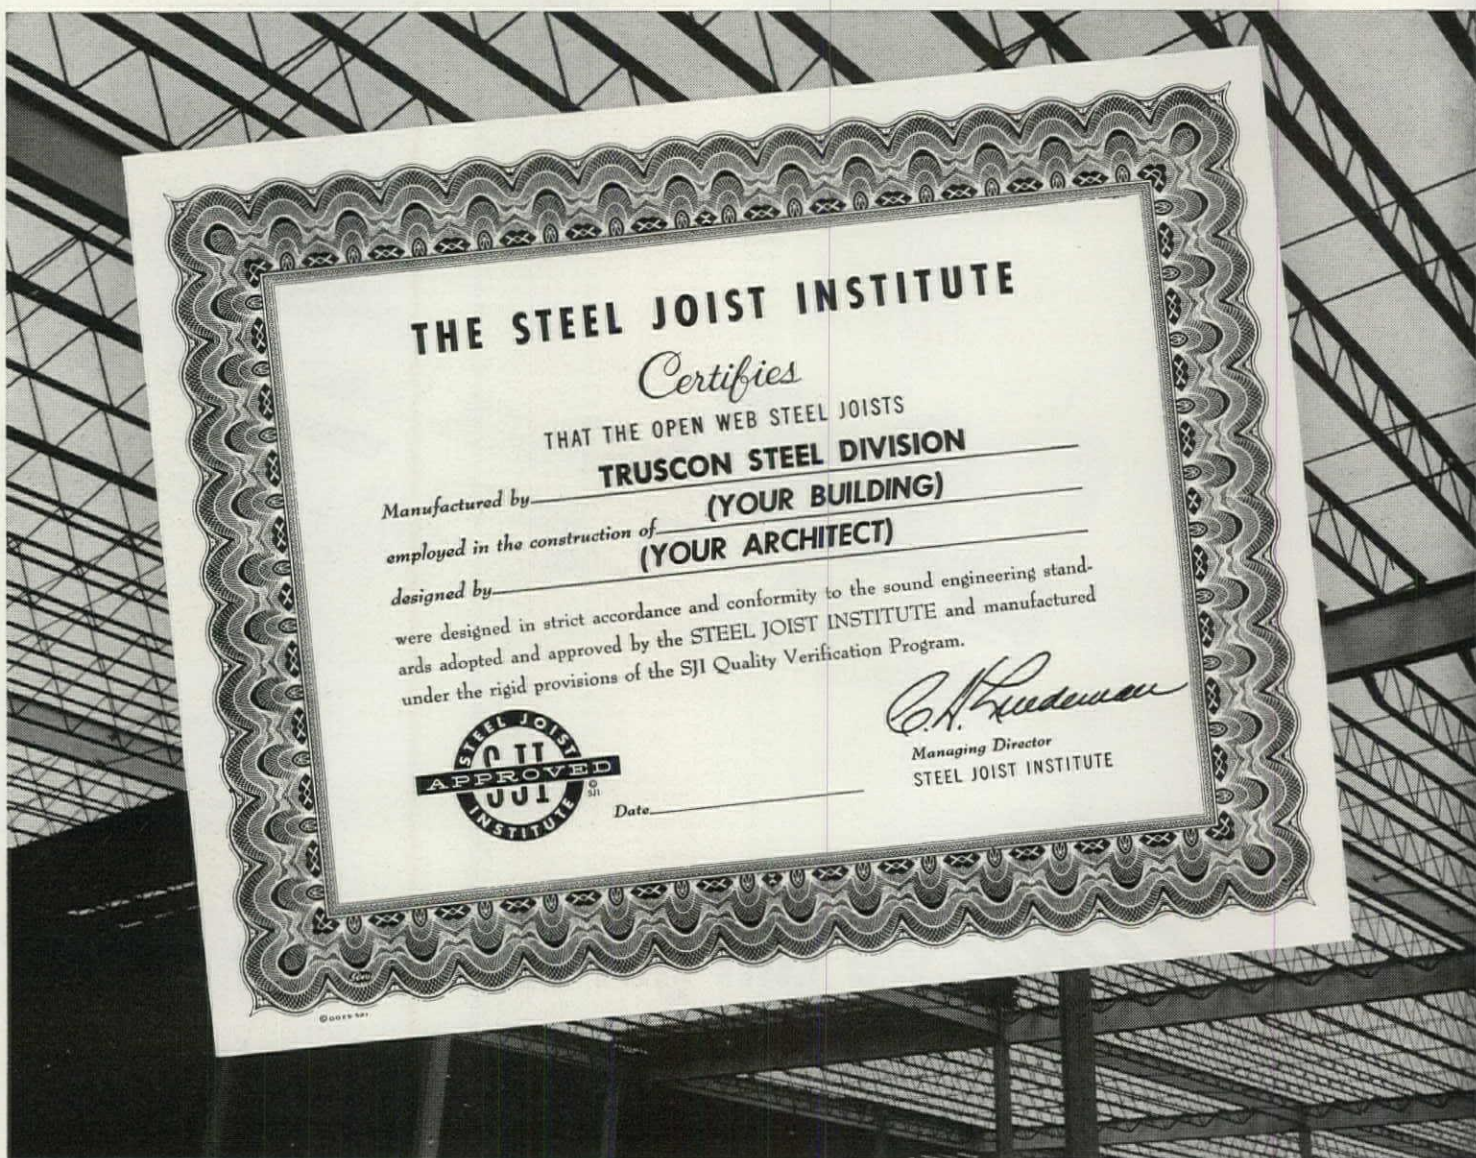 THE STEEL JOIST INSTITUTE
Certifies
THAT THE OPEN WEB STEEL JOISTS
Manufactured by TRUSCON STEEL DIVISION
employed in the construction of (YOUR BUILDING)
designed by (YOUR ARCHITECT)
were designed in strict accordance and conformity to the sound engineering stand-
ards adopted and approved by the STEEL JOIST INSTITUTE and manufactured
under the rigid provisions of the SJI Quality Verification Program.
Managing Director
STEEL JOIST INSTITUTE
STEEL JOIST
SJI
APPROVED
INSTITUTE
© SJI
Date